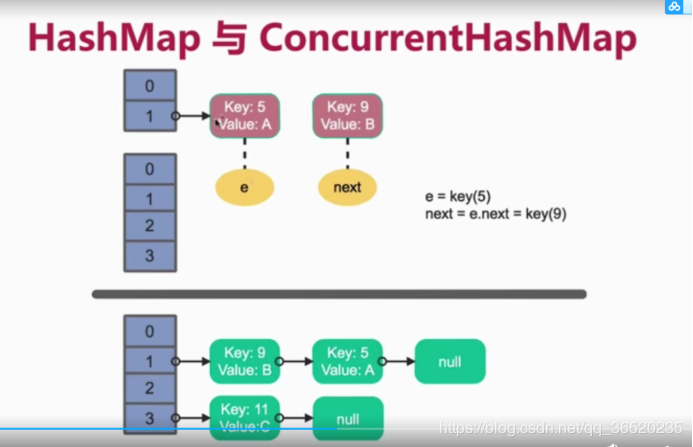 HashMap 与 ConcurrentHashMap
0
1
Key: 5
Value: A
Key: 9
Value: B
0
1
2
3
e
next
e = key(5)
next = e.next = key(9)
0
1
2
3
Key: 9
Value: B
Key: 5
Value: A
null
Key: 11
Value:C
null
https://blog.csdn.net/qq_36520235